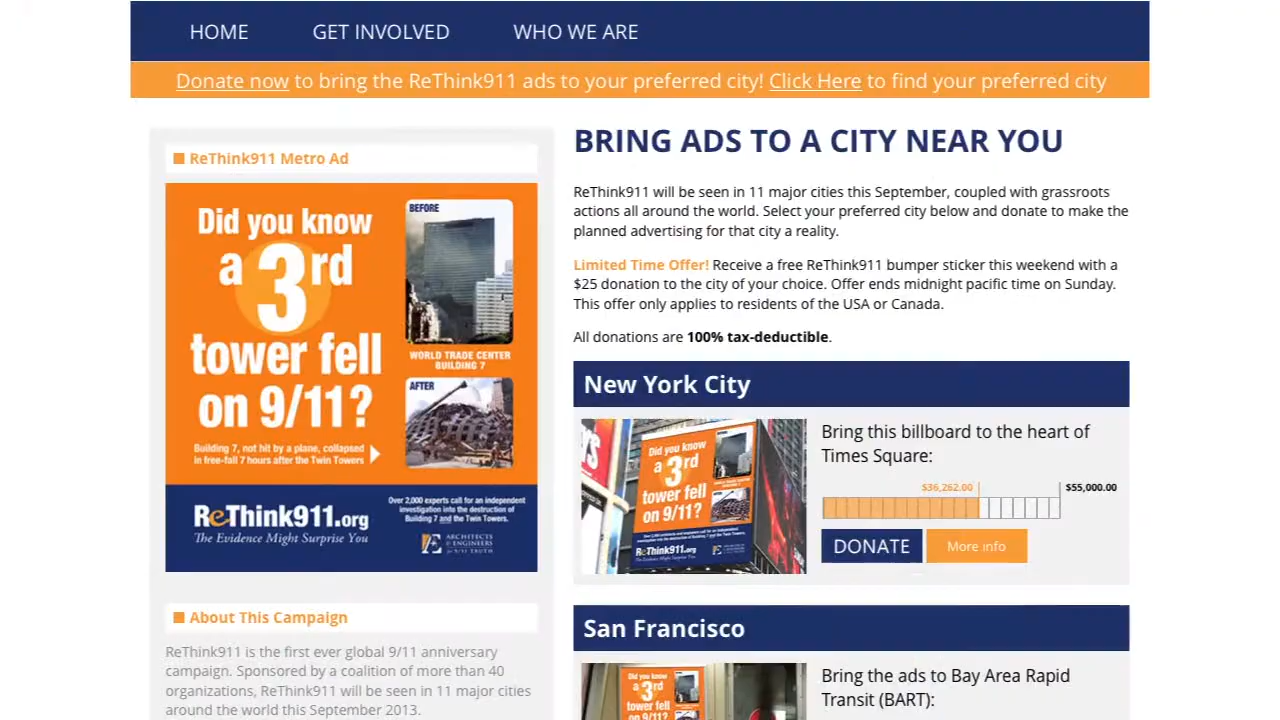 HOME GET INVOLVED WHO WE ARE
Donate now to bring the ReThink911 ads to your preferred city! Click Here to find your preferred city
ReThink911 Metro Ad
Did you know
a 3rd
tower fell
on 9/11?
Building 7, not hit by a plane, collapsed
in free-fall 7 hours after the Twin Towers
BEFORE
WORLD TRADE CENTER
BUILDING 7
AFTER
ReThink911.org
The Evidence Might Surprise You
Over 2,000 experts call for an independent
investigation into the destruction of
Building 7 and the Twin Towers.
ARCHITECTS
& ENGINEERS
for 9/11 TRUTH
About This Campaign
ReThink911 is the first ever global 9/11 anniversary
campaign. Sponsored by a coalition of more than 40
organizations, ReThink911 will be seen in 11 major cities
around the world this September 2013.
BRING ADS TO A CITY NEAR YOU
ReThink911 will be seen in 11 major cities this September, coupled with grassroots
actions all around the world. Select your preferred city below and donate to make the
planned advertising for that city a reality.
Limited Time Offer! Receive a free ReThink911 bumper sticker this weekend with a
$25 donation to the city of your choice. Offer ends midnight pacific time on Sunday.
This offer only applies to residents of the USA or Canada.
All donations are 100% tax-deductible.
New York City
Did you know
a 3rd
tower fell
on 9/11?
ReThink911.org
Bring this billboard to the heart of
Times Square:
$36,262.00 $55,000.00
DONATE More info
San Francisco
Did you know
a 3rd
tower fell
on 9/11?
Bring the ads to Bay Area Rapid
Transit (BART):